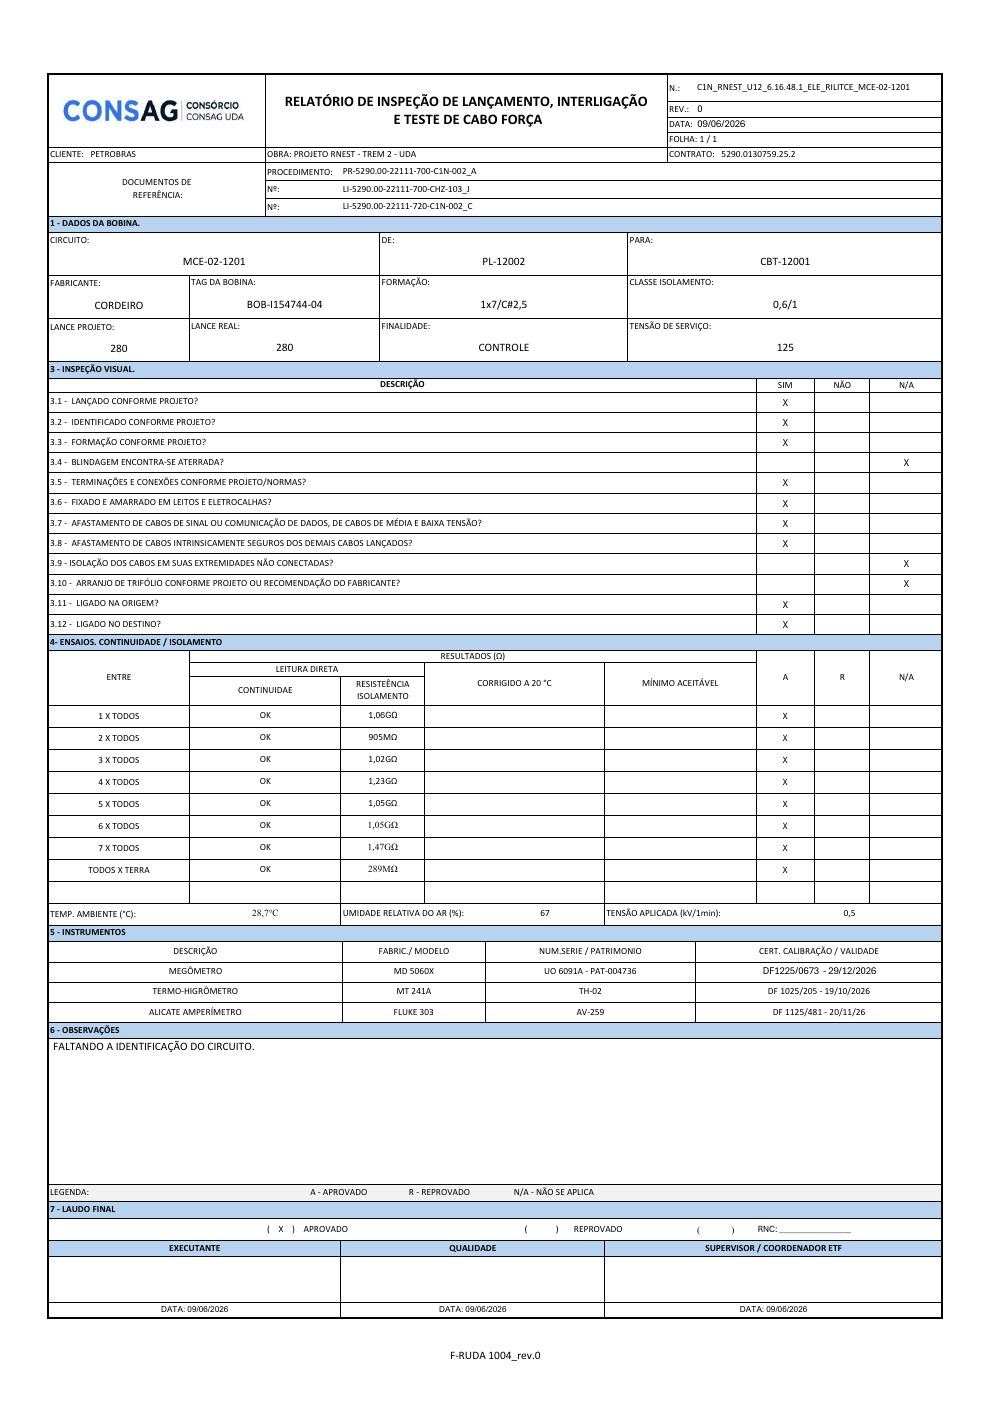 CONSAG CONSÓRCIO CONSAG UDA
RELATÓRIO DE INSPEÇÃO DE LANÇAMENTO, INTERLIGAÇÃO
E TESTE DE CABO FORÇA
N.: C1N_RNEST_U12_6.16.48.1_ELE_RILITCE_MCE-02-1201
REV.: 0
DATA: 09/06/2026
FOLHA: 1 / 1
CLIENTE: PETROBRAS OBRA: PROJETO RNEST - TREM 2 - UDA CONTRATO: 5290.0130759.25.2
DOCUMENTOS DE
REFERÊNCIA:
PROCEDIMENTO: PR-5290.00-22111-700-C1N-002_A
Nº: LI-5290.00-22111-700-CHZ-103_J
Nº: LI-5290.00-22111-720-C1N-002_C
1 - DADOS DA BOBINA.
CIRCUITO: DE: PARA:
MCE-02-1201 PL-12002 CBT-12001
FABRICANTE: TAG DA BOBINA: FORMAÇÃO: CLASSE ISOLAMENTO:
CORDEIRO BOB-I154744-04 1x7/C#2,5 0,6/1
LANCE PROJETO: LANCE REAL: FINALIDADE: TENSÃO DE SERVIÇO:
280 280 CONTROLE 125
3 - INSPEÇÃO VISUAL.
DESCRIÇÃO SIM NÃO N/A
3.1 - LANÇADO CONFORME PROJETO? X
3.2 - IDENTIFICADO CONFORME PROJETO? X
3.3 - FORMAÇÃO CONFORME PROJETO? X
3.4 - BLINDAGEM ENCONTRA-SE ATERRADA? X
3.5 - TERMINAÇÕES E CONEXÕES CONFORME PROJETO/NORMAS? X
3.6 - FIXADO E AMARRADO EM LEITOS E ELETROCALHAS? X
3.7 - AFASTAMENTO DE CABOS DE SINAL OU COMUNICAÇÃO DE DADOS, DE CABOS DE MÉDIA E BAIXA TENSÃO? X
3.8 - AFASTAMENTO DE CABOS INTRINSICAMENTE SEGUROS DOS DEMAIS CABOS LANÇADOS? X
3.9 - ISOLAÇÃO DOS CABOS EM SUAS EXTREMIDADES NÃO CONECTADAS? X
3.10 - ARRANJO DE TRIFÓLIO CONFORME PROJETO OU RECOMENDAÇÃO DO FABRICANTE? X
3.11 - LIGADO NA ORIGEM? X
3.12 - LIGADO NO DESTINO? X
4- ENSAIOS. CONTINUIDADE / ISOLAMENTO
ENTRE RESULTADOS (Ω) A R N/A
LEITURA DIRETA CORRIGIDO A 20 °C MÍNIMO ACEITÁVEL
CONTINUIDAE RESISTEÊNCIA
ISOLAMENTO
1 X TODOS OK 1,06GΩ X
2 X TODOS OK 905MΩ X
3 X TODOS OK 1,02GΩ X
4 X TODOS OK 1,23GΩ X
5 X TODOS OK 1,05GΩ X
6 X TODOS OK 1,05GΩ X
7 X TODOS OK 1,47GΩ X
TODOS X TERRA OK 289MΩ X
TEMP. AMBIENTE (°C): 28,7°C UMIDADE RELATIVA DO AR (%): 67 TENSÃO APLICADA (kV/1min): 0,5
5 - INSTRUMENTOS
DESCRIÇÃO FABRIC./ MODELO NUM.SERIE / PATRIMONIO CERT. CALIBRAÇÃO / VALIDADE
MEGÔMETRO MD 5060X UO 6091A - PAT-004736 DF1225/0673 - 29/12/2026
TERMO-HIGRÔMETRO MT 241A TH-02 DF 1025/205 - 19/10/2026
ALICATE AMPERÍMETRO FLUKE 303 AV-259 DF 1125/481 - 20/11/26
6 - OBSERVAÇÕES
FALTANDO A IDENTIFICAÇÃO DO CIRCUITO.
LEGENDA: A - APROVADO R - REPROVADO N/A - NÃO SE APLICA
7 - LAUDO FINAL
( X ) APROVADO ( ) REPROVADO ( ) RNC: _______________
EXECUTANTE QUALIDADE SUPERVISOR / COORDENADOR ETF
DATA: 09/06/2026 DATA: 09/06/2026 DATA: 09/06/2026
F-RUDA 1004_rev.0